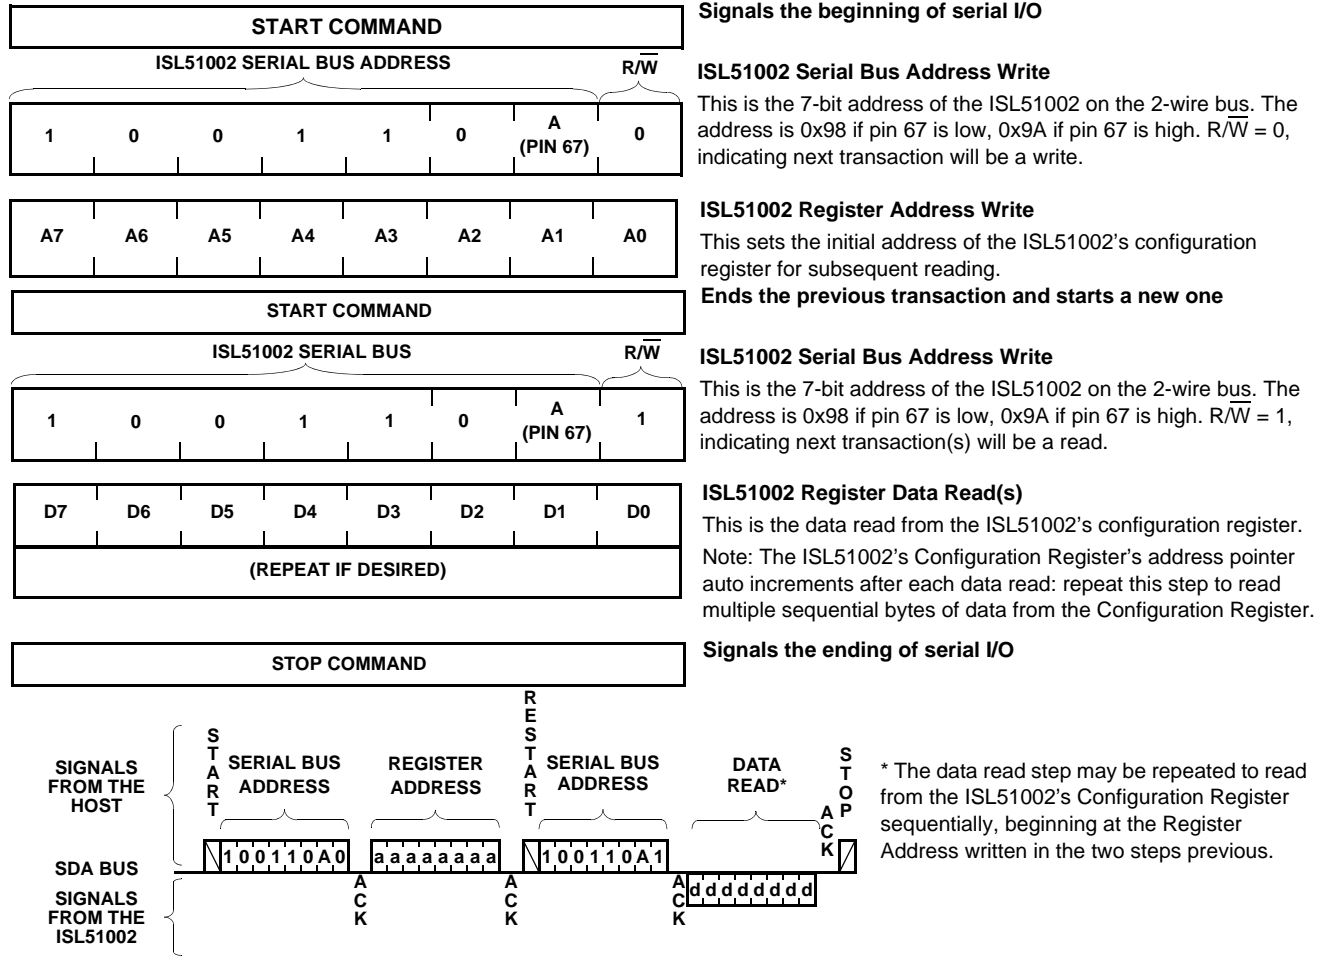 START COMMAND
Signals the beginning of serial I/O
ISL51002 SERIAL BUS ADDRESS
R/W̅
1 0 0 1 1 0 A (PIN 67) 0
ISL51002 Serial Bus Address Write
This is the 7-bit address of the ISL51002 on the 2-wire bus. The
address is 0x98 if pin 67 is low, 0x9A if pin 67 is high. R/W̅ = 0,
indicating next transaction will be a write.
A7 A6 A5 A4 A3 A2 A1 A0
ISL51002 Register Address Write
This sets the initial address of the ISL51002’s configuration
register for subsequent reading.
START COMMAND
Ends the previous transaction and starts a new one
ISL51002 SERIAL BUS
R/W̅
1 0 0 1 1 0 A (PIN 67) 1
ISL51002 Serial Bus Address Write
This is the 7-bit address of the ISL51002 on the 2-wire bus. The
address is 0x98 if pin 67 is low, 0x9A if pin 67 is high. R/W̅ = 1,
indicating next transaction(s) will be a read.
D7 D6 D5 D4 D3 D2 D1 D0
(REPEAT IF DESIRED)
ISL51002 Register Data Read(s)
This is the data read from the ISL51002’s configuration register.
Note: The ISL51002’s Configuration Register’s address pointer
auto increments after each data read: repeat this step to read
multiple sequential bytes of data from the Configuration Register.
STOP COMMAND
Signals the ending of serial I/O
SIGNALS
FROM THE
HOST
START
SERIAL BUS
ADDRESS
REGISTER
ADDRESS
RESTART
SERIAL BUS
ADDRESS
DATA
READ*
ACK
STOP
SDA BUS
1 0 0 1 1 0 A 0
a a a a a a a a
1 0 0 1 1 0 A 1
SIGNALS
FROM THE
ISL51002
ACK
ACK
ACK
d d d d d d d d
* The data read step may be repeated to read
from the ISL51002’s Configuration Register
sequentially, beginning at the Register
Address written in the two steps previous.